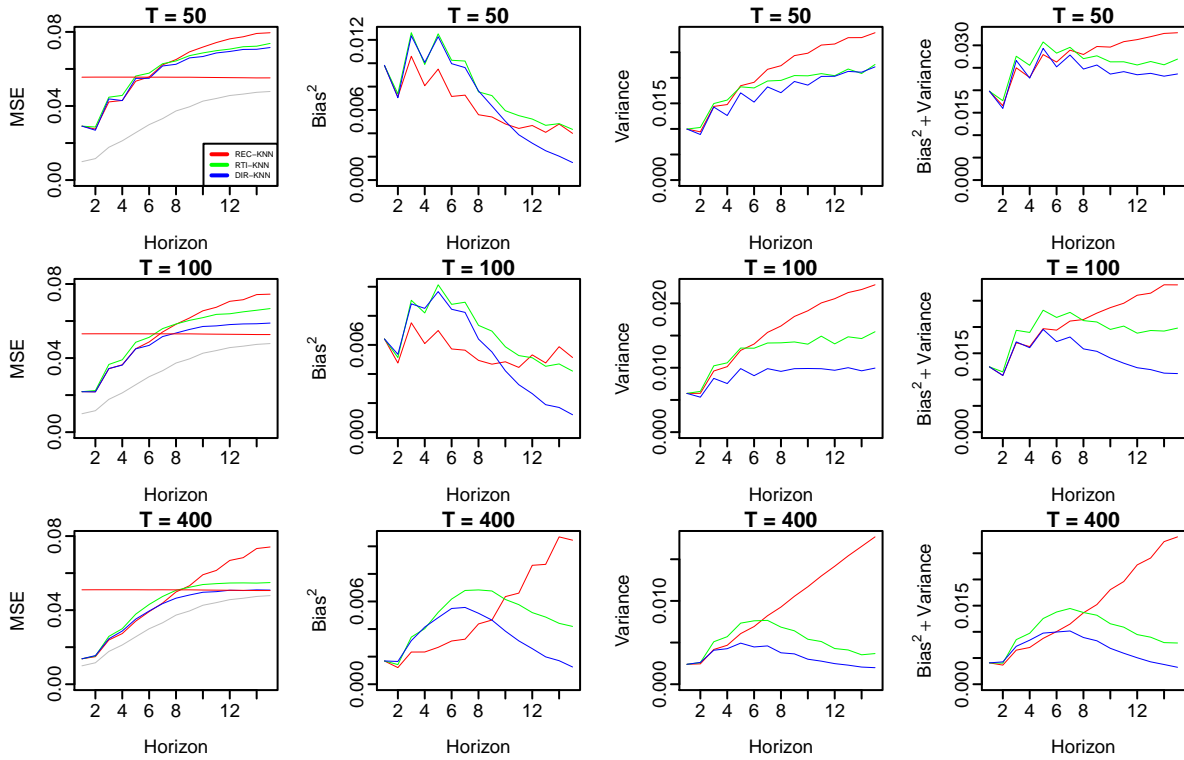 T = 50
MSE
0.00 0.04 0.08
REC−KNN
RTI−KNN
DIR−KNN
2 4 6 8 12
Horizon
T = 50
Bias²
0.000 0.006 0.012
2 4 6 8 12
Horizon
T = 50
Variance
0.000 0.015
2 4 6 8 12
Horizon
T = 50
Bias² + Variance
0.000 0.015 0.030
2 4 6 8 12
Horizon
T = 100
MSE
0.00 0.04 0.08
2 4 6 8 12
Horizon
T = 100
Bias²
0.000 0.006
2 4 6 8 12
Horizon
T = 100
Variance
0.000 0.010 0.020
2 4 6 8 12
Horizon
T = 100
Bias² + Variance
0.000 0.015
2 4 6 8 12
Horizon
T = 400
MSE
0.00 0.04 0.08
2 4 6 8 12
Horizon
T = 400
Bias²
0.000 0.006
2 4 6 8 12
Horizon
T = 400
Variance
0.000 0.010
2 4 6 8 12
Horizon
T = 400
Bias² + Variance
0.000 0.015
2 4 6 8 12
Horizon